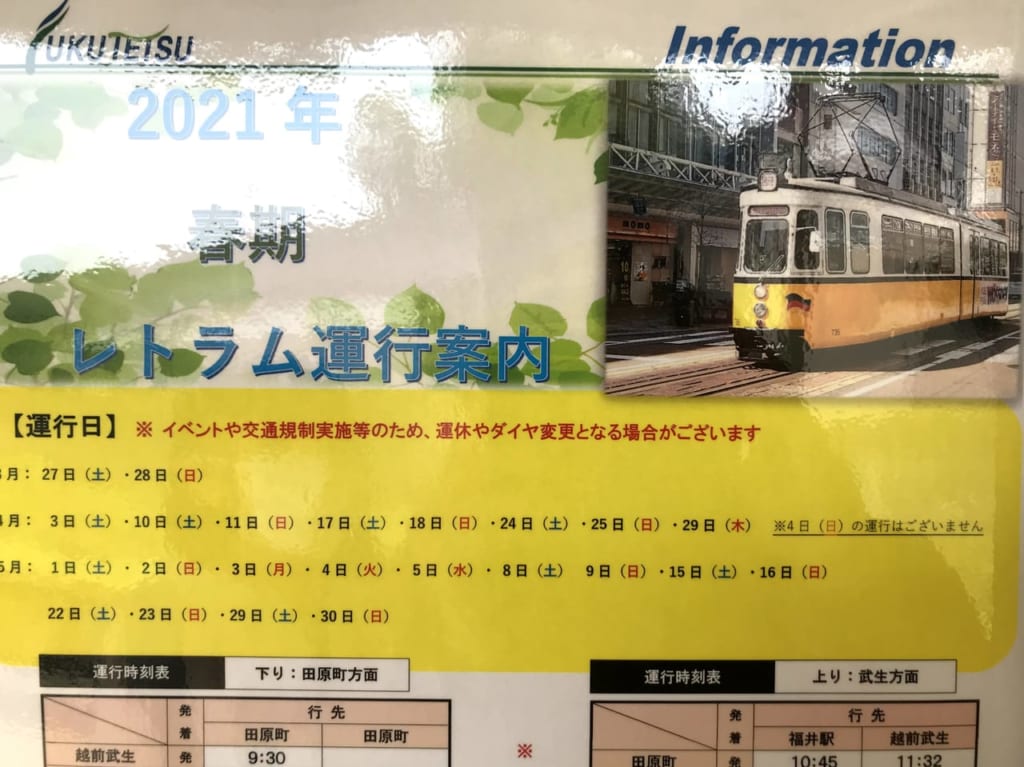 FUKUTETSU
Information
2021 年
春期
レトラム運行案内
【運行日】 ※ イベントや交通規制実施等のため、運休やダイヤ変更となる場合がございます
月： 27日（土）・28日（日）
月： 3日（土）・10日（土）・11日（日）・17日（土）・18日（日）・24日（土）・25日（日）・29日（木） ※4日（日）の運行はございません
5月： 1日（土）・ 2日（日）・ 3日（月）・ 4日（火）・ 5日（水）・ 8日（土） 9日（日）・15日（土）・16日（日）
22日（土）・23日（日）・29日（土）・30日（日）
運行時刻表 下り：田原町方面
発着 行 先
田原町 田原町
越前武生 発 9:30
※
運行時刻表 上り：武生方面
発着 行 先
福井駅 越前武生
田原町 発 10:45 11:32
735